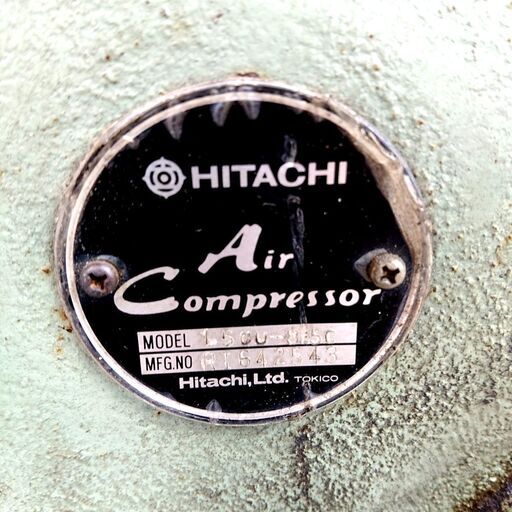 HITACHI
Air
Compressor
MODEL
MFG.NO
Hitachi,Ltd. TOKICO